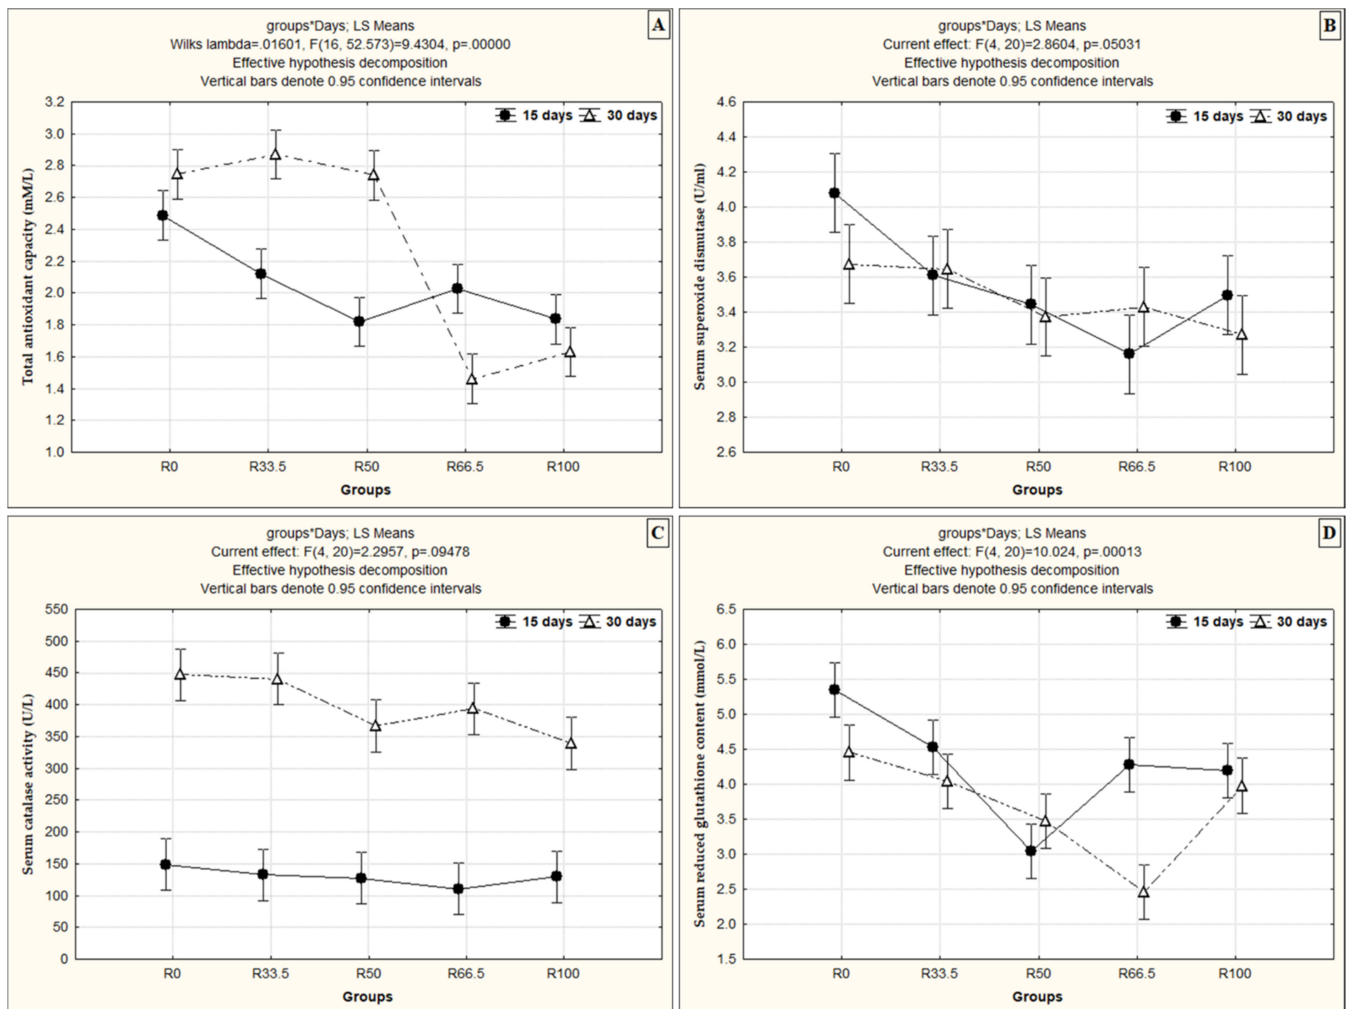 groups*Days; LS Means
A
Wilks lambda=.01601, F(16, 52.573)=9.4304, p=.00000
Effective hypothesis decomposition
Vertical bars denote 0.95 confidence intervals
15 days 30 days
Total antioxidant capacity (mM/L)
3.2
3.0
2.8
2.6
2.4
2.2
2.0
1.8
1.6
1.4
1.2
1.0
R0 R33.5 R50 R66.5 R100
Groups
groups*Days; LS Means
B
Current effect: F(4, 20)=2.8604, p=.05031
Effective hypothesis decomposition
Vertical bars denote 0.95 confidence intervals
15 days 30 days
Serum superoxide dismutase (U/ml)
4.6
4.4
4.2
4.0
3.8
3.6
3.4
3.2
3.0
2.8
2.6
R0 R33.5 R50 R66.5 R100
Groups
groups*Days; LS Means
C
Current effect: F(4, 20)=2.2957, p=.09478
Effective hypothesis decomposition
Vertical bars denote 0.95 confidence intervals
15 days 30 days
Serum catalase activity (U/L)
550
500
450
400
350
300
250
200
150
100
50
0
R0 R33.5 R50 R66.5 R100
Groups
groups*Days; LS Means
D
Current effect: F(4, 20)=10.024, p=.00013
Effective hypothesis decomposition
Vertical bars denote 0.95 confidence intervals
15 days 30 days
Serum reduced glutathione content (mmol/L)
6.5
6.0
5.5
5.0
4.5
4.0
3.5
3.0
2.5
2.0
1.5
R0 R33.5 R50 R66.5 R100
Groups